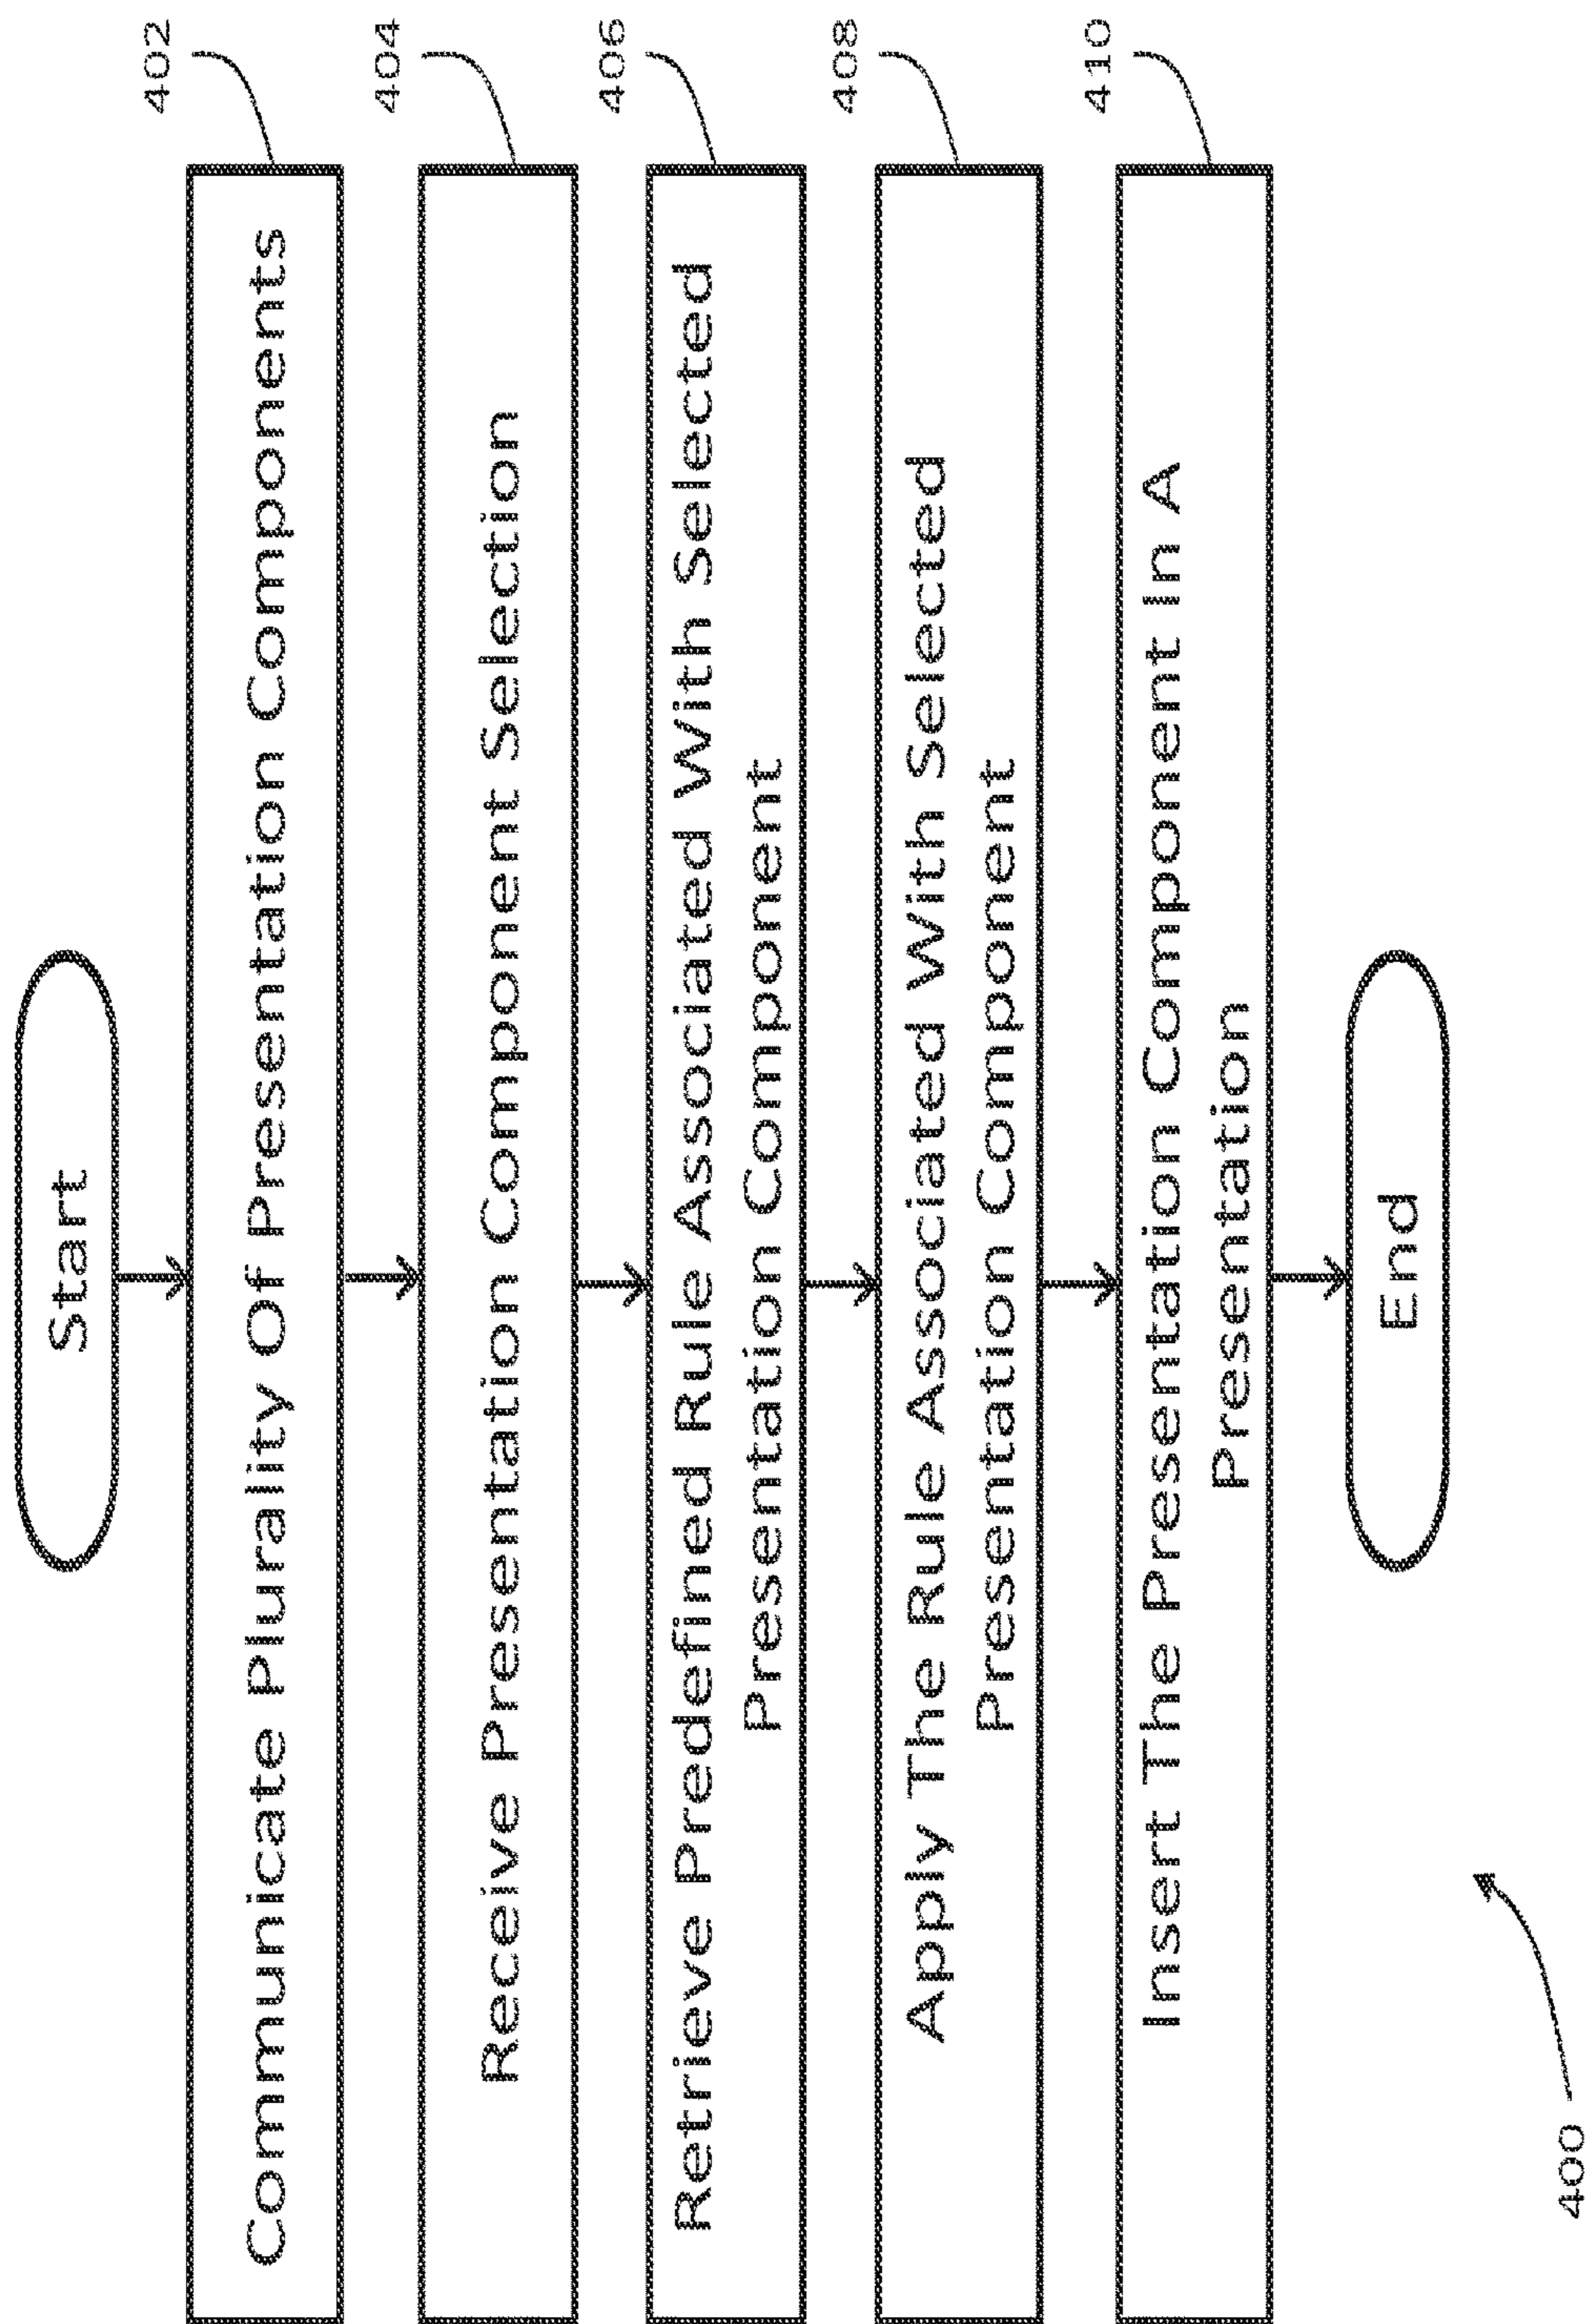 Start
402
Communicate Plurality Of Presentation Components
404
Receive Presentation Component Selection
406
Retrieve Predefined Rule Associated With Selected
Presentation Component
408
Apply The Rule Associated With Selected
Presentation Component
410
Insert The Presentation Component In A
Presentation
End
400